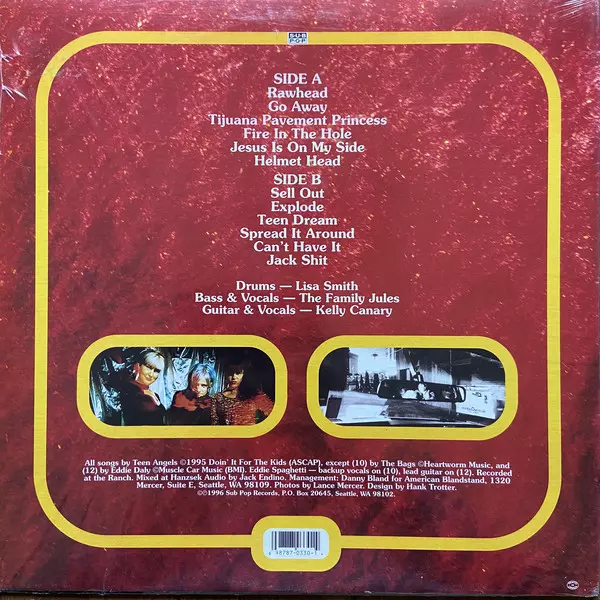 SUB
POP
SIDE A
Rawhead
Go Away
Tijuana Pavement Princess
Fire In The Hole
Jesus Is On My Side
Helmet Head
SIDE B
Sell Out
Explode
Teen Dream
Spread It Around
Can't Have It
Jack Shit
Drums — Lisa Smith
Bass & Vocals — The Family Jules
Guitar & Vocals — Kelly Canary
All songs by Teen Angels ©1995 Doin' It For The Kids (ASCAP), except (10) by The Bags ©Heartworm Music, and
(12) by Eddie Daly ©Muscle Car Music (BMI). Eddie Spaghetti — backup vocals on (10), lead guitar on (12). Recorded
at the Ranch. Mixed at Hanzsek Audio by Jack Endino. Management: Danny Bland for American Blandstand, 1320
Mercer, Suite E, Seattle, WA 98109. Photos by Lance Mercer. Design by Hank Trotter.
©℗1996 Sub Pop Records, P.O. Box 20645, Seattle, WA 98102.
98787-0330-1